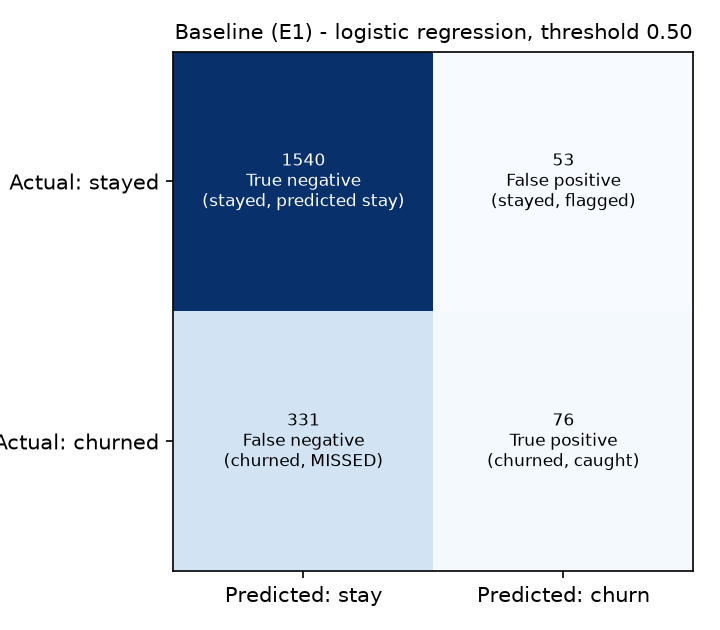 Baseline (E1) - logistic regression, threshold 0.50
Actual: stayed
1540
True negative
(stayed, predicted stay)
53
False positive
(stayed, flagged)
Actual: churned
331
False negative
(churned, MISSED)
76
True positive
(churned, caught)
Predicted: stay
Predicted: churn